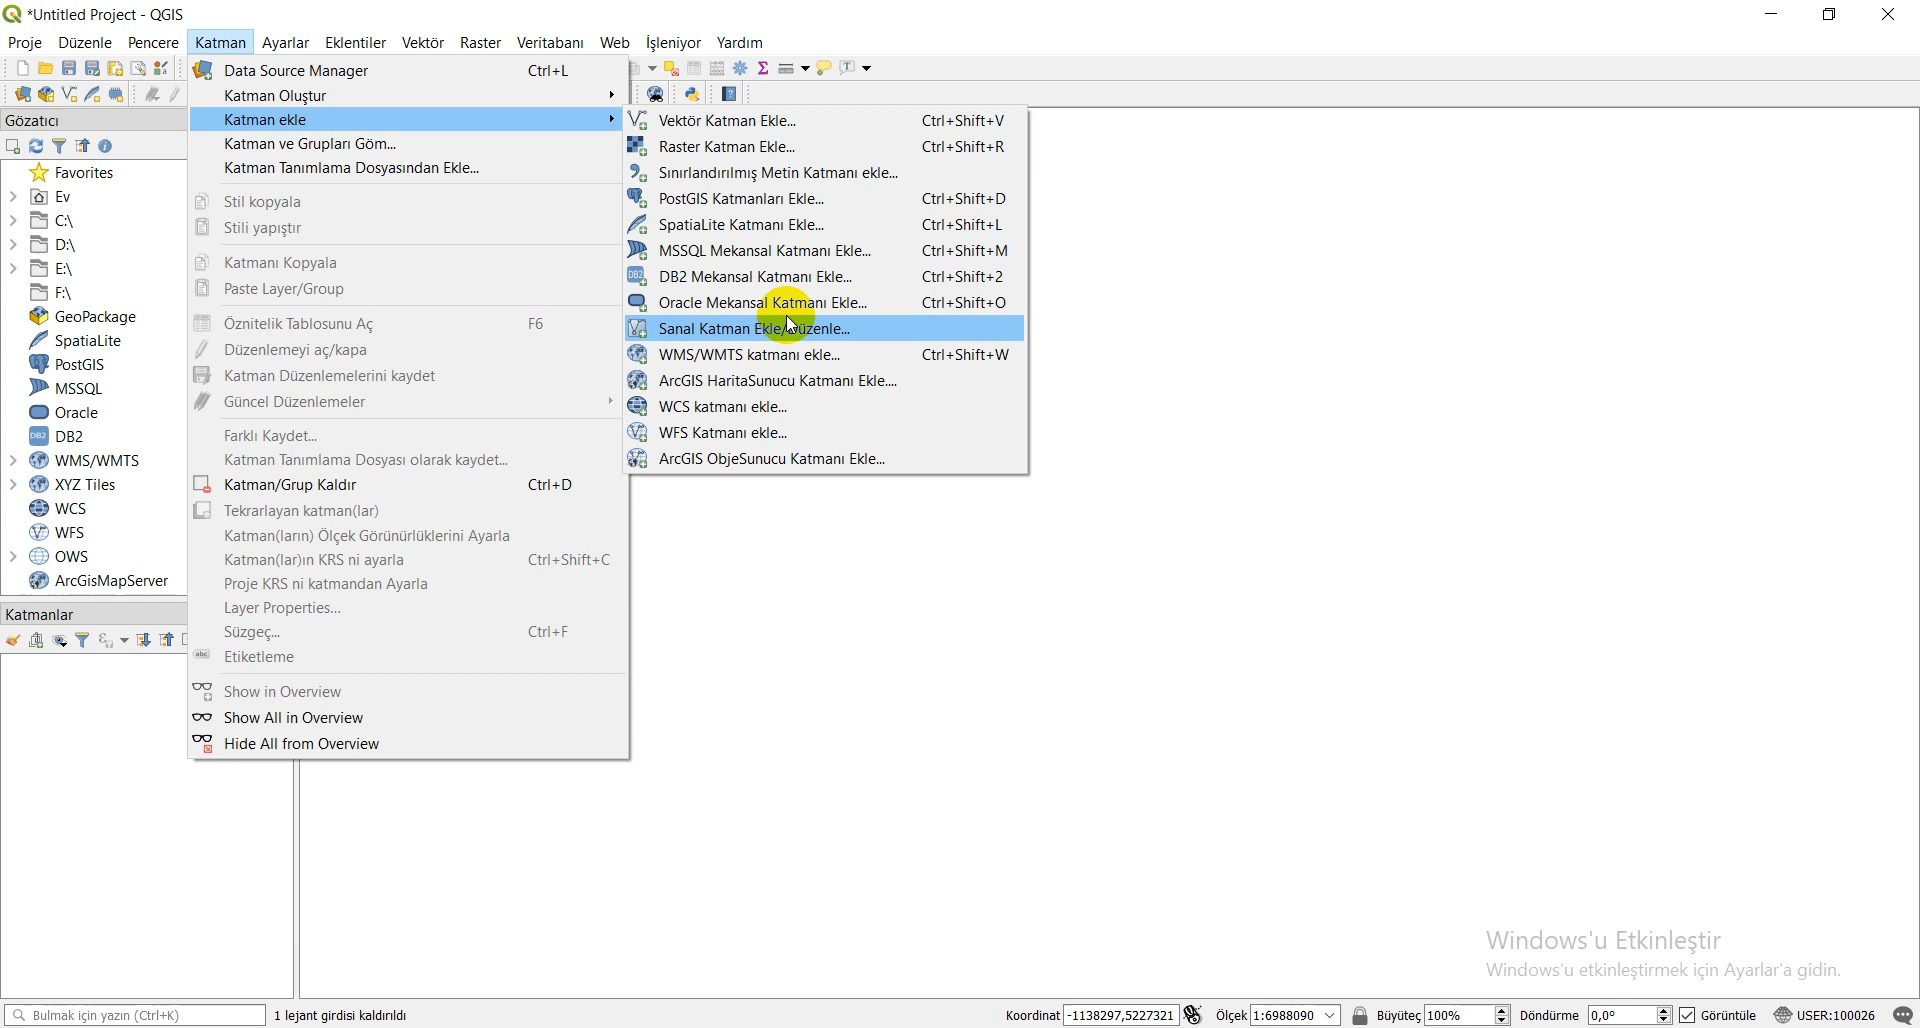 *Untitled Project - QGIS
Proje Düzenle Pencere Katman Ayarlar Eklentiler Vektör Raster Veritabanı Web İşleniyor Yardım
Data Source Manager Ctrl+L
Katman Oluştur
Katman ekle
Katman ve Grupları Göm...
Katman Tanımlama Dosyasından Ekle...
Stil kopyala
Stili yapıştır
Katmanı Kopyala
Paste Layer/Group
Öznitelik Tablosunu Aç F6
Düzenlemeyi aç/kapa
Katman Düzenlemelerini kaydet
Güncel Düzenlemeler
Farklı Kaydet...
Katman Tanımlama Dosyası olarak kaydet...
Katman/Grup Kaldır Ctrl+D
Tekrarlayan katman(lar)
Katman(ların) Ölçek Görünürlüklerini Ayarla
Katman(lar)ın KRS ni ayarla Ctrl+Shift+C
Proje KRS ni katmandan Ayarla
Layer Properties...
Süzgeç... Ctrl+F
abc Etiketleme
Show in Overview
Show All in Overview
Hide All from Overview
Vektör Katman Ekle... Ctrl+Shift+V
Raster Katman Ekle... Ctrl+Shift+R
Sınırlandırılmış Metin Katmanı ekle...
PostGIS Katmanları Ekle... Ctrl+Shift+D
SpatiaLite Katmanı Ekle... Ctrl+Shift+L
MSSQL Mekansal Katmanı Ekle... Ctrl+Shift+M
DB2 DB2 Mekansal Katmanı Ekle... Ctrl+Shift+2
Oracle Mekansal Katmanı Ekle... Ctrl+Shift+O
Sanal Katman Ekle/Düzenle...
WMS/WMTS katmanı ekle... Ctrl+Shift+W
ArcGIS HaritaSunucu Katmanı Ekle....
WCS katmanı ekle...
WFS Katmanı ekle...
ArcGIS ObjeSunucu Katmanı Ekle...
Gözatıcı
Favorites
Ev
C:\
D:\
E:\
F:\
GeoPackage
SpatiaLite
PostGIS
MSSQL
Oracle
DB2 DB2
WMS/WMTS
XYZ Tiles
WCS
WFS
OWS
ArcGisMapServer
Katmanlar
Windows'u Etkinleştir
Windows'u etkinleştirmek için Ayarlar'a gidin.
Bulmak için yazın (Ctrl+K) 1 lejant girdisi kaldırıldı Koordinat -1138297,5227321 Ölçek 1:6988090 Büyüteç 100% Döndürme 0,0° Görüntüle USER:100026